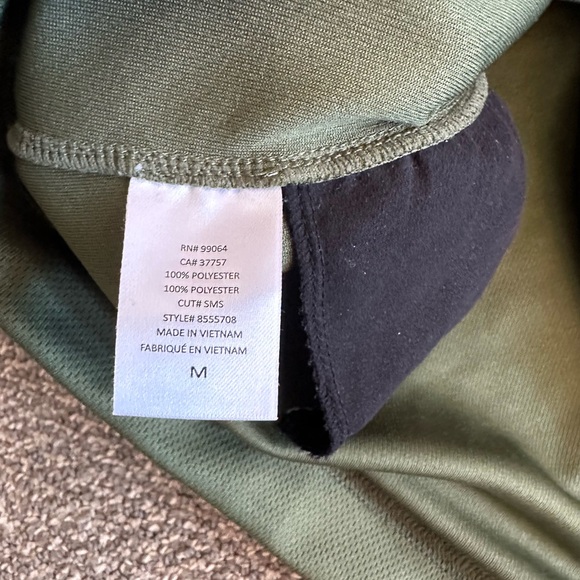 RN# 99064
CA# 37757
100% POLYESTER
100% POLYESTER
CUT# SMS
STYLE# 8555708
MADE IN VIETNAM
FABRIQUÉ EN VIETNAM
M